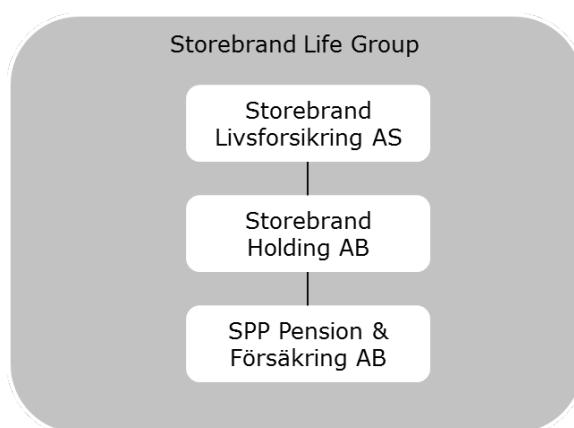 Storebrand Life Group
Storebrand
Livsforsikring AS
Storebrand
Holding AB
SPP Pension &
Försäkring AB